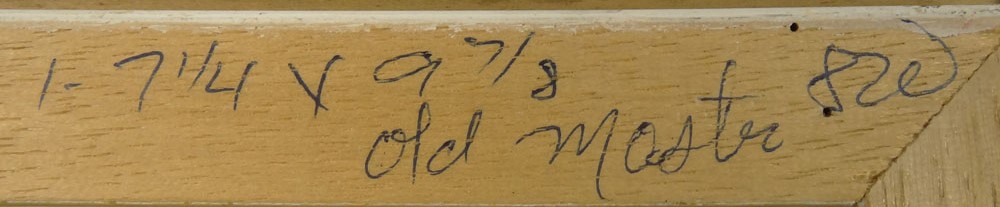 1- 7 1/4 X 9 7/8
old Master